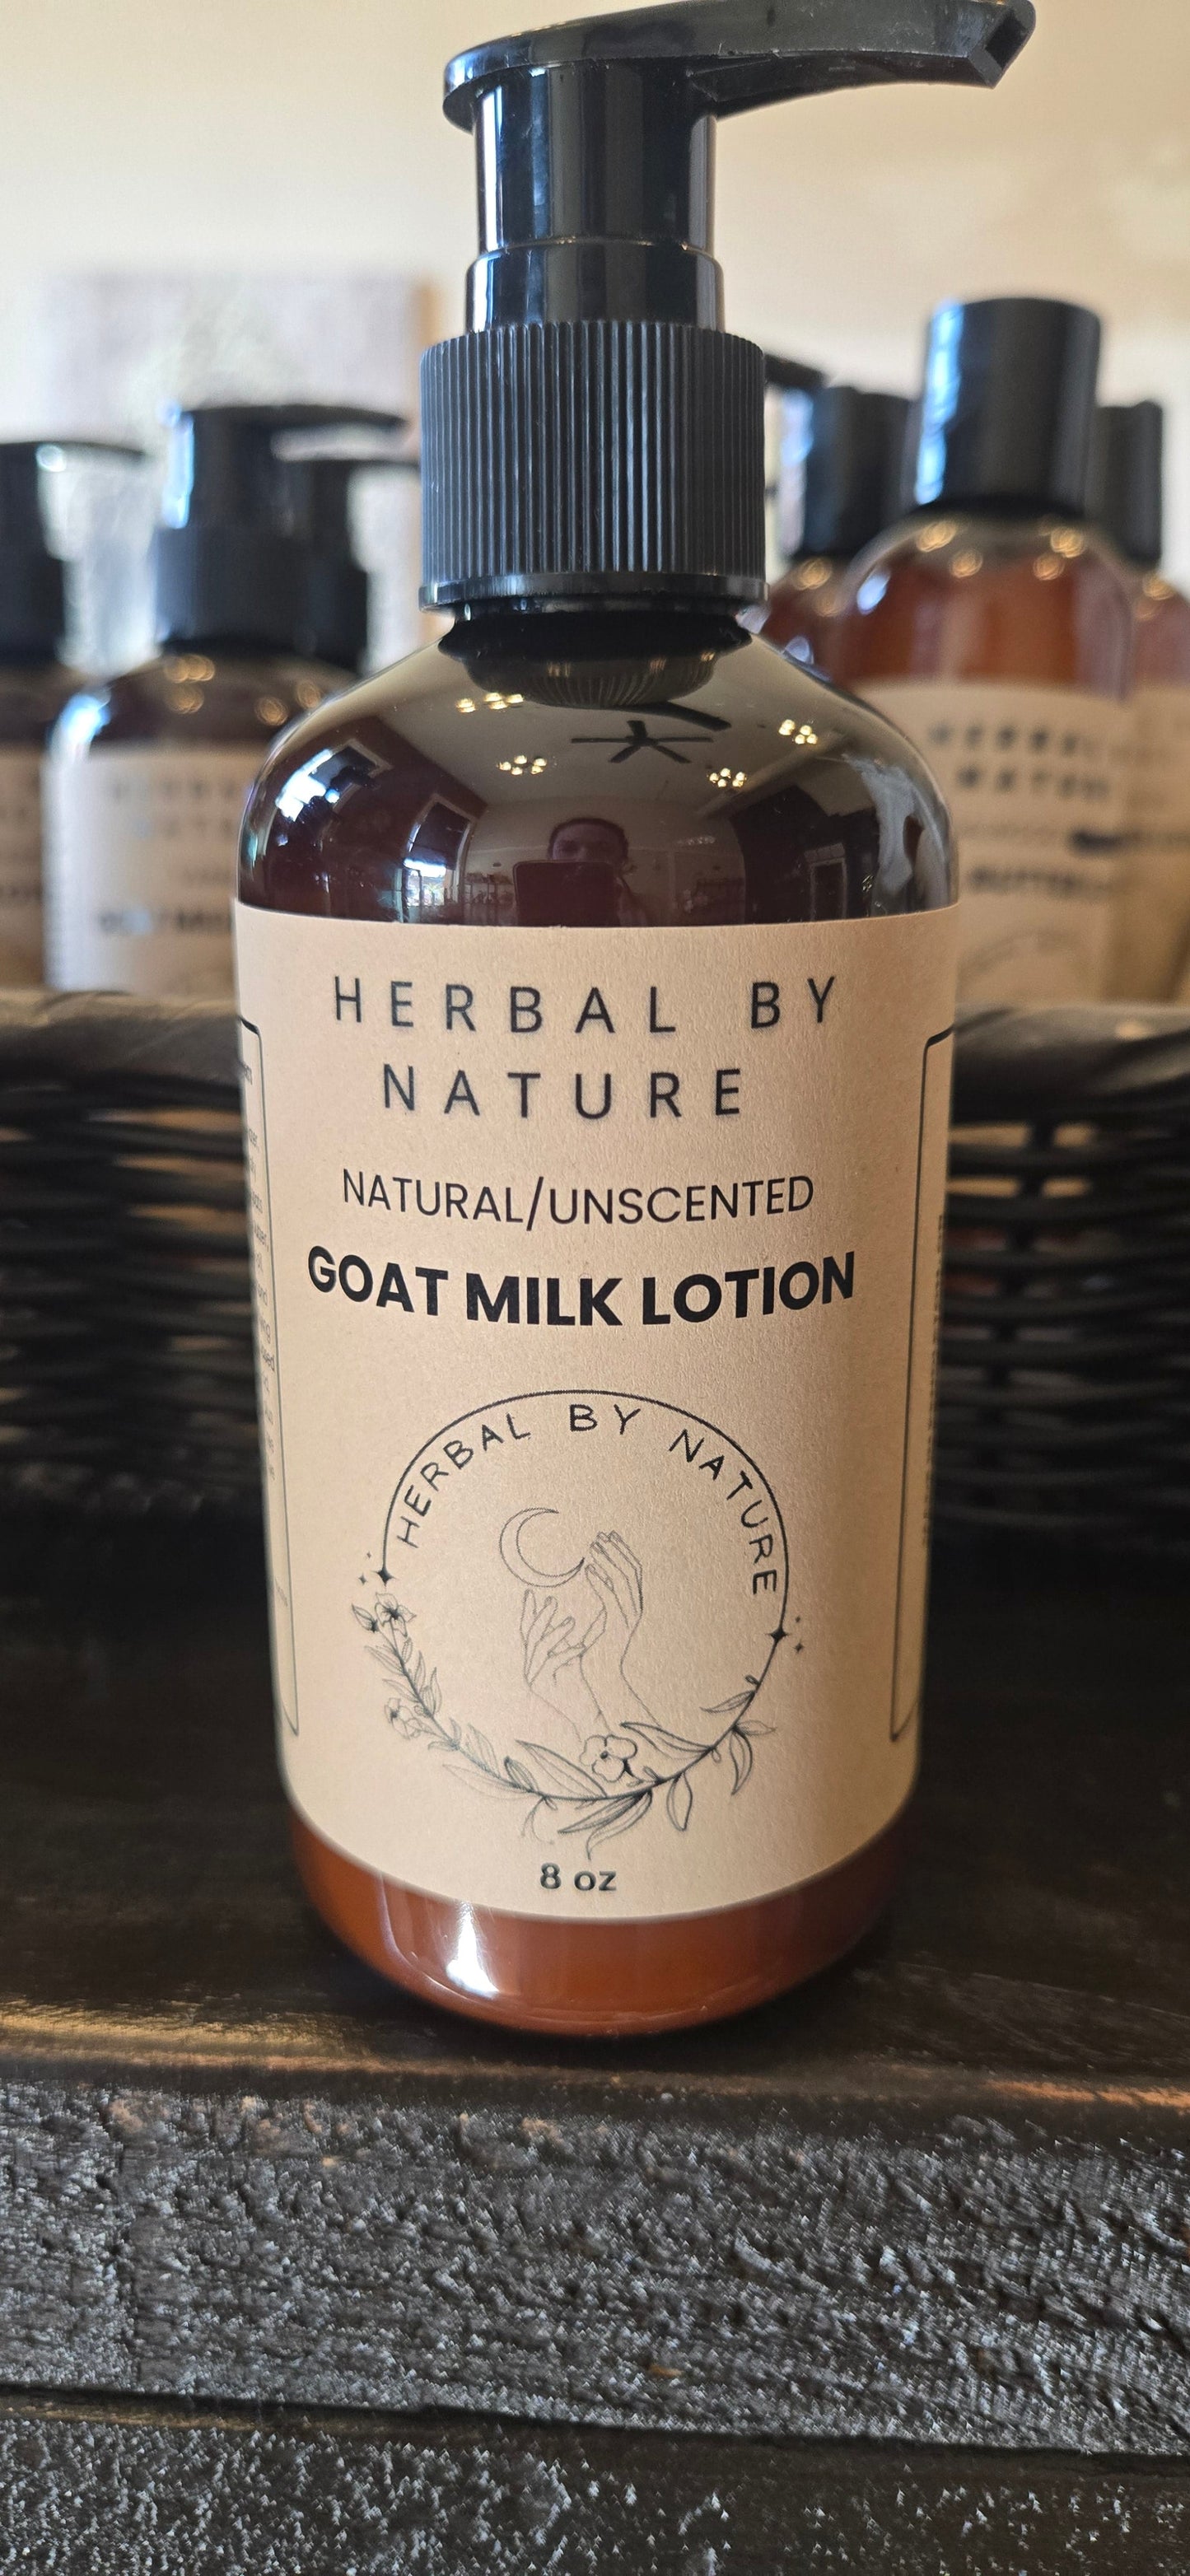 HERBAL BY
NATURE
NATURAL/UNSCENTED
GOAT MILK LOTION
HERBAL BY NATURE
8 oz